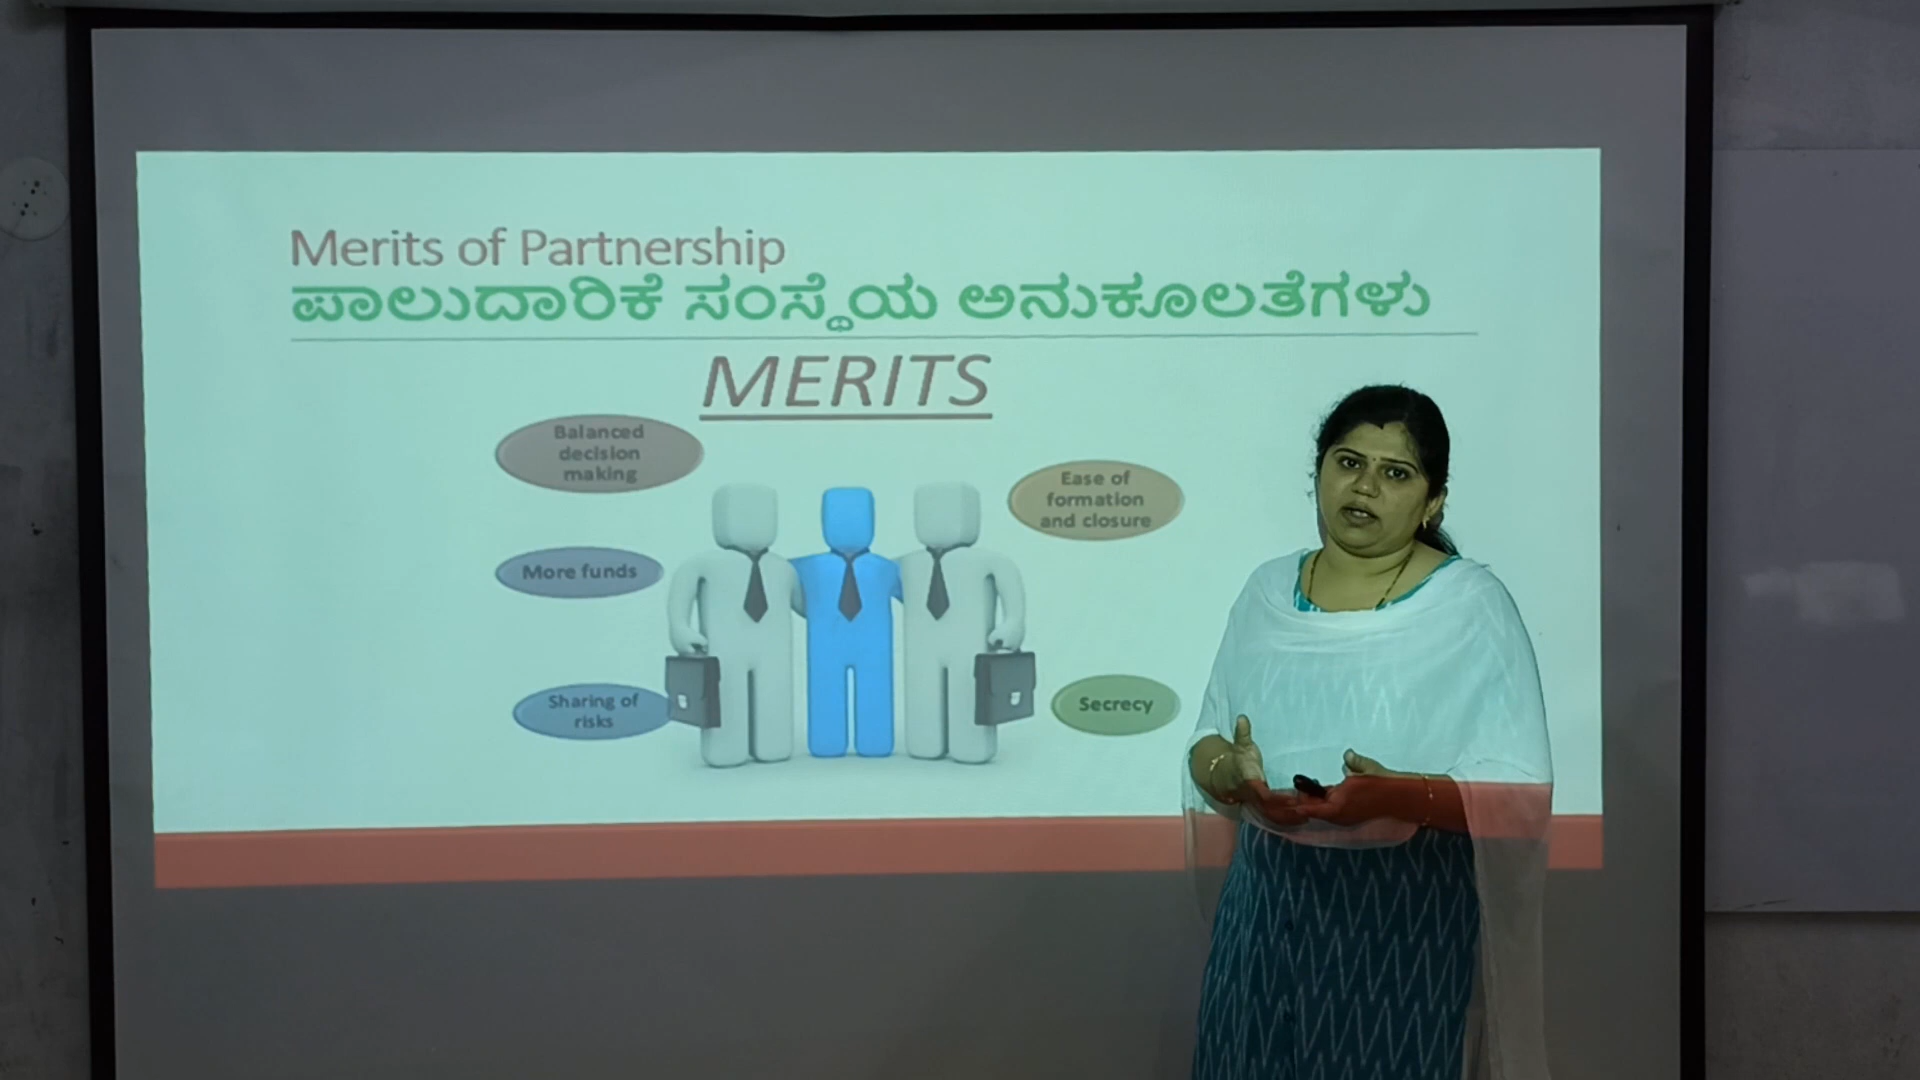 Merits of Partnership
ಪಾಲುದಾರಿಕೆ ಸಂಸ್ಥೆಯ ಅನುಕೂಲತೆಗಳು
MERITS
Balanced
decision
making
Ease of
formation
and closure
More funds
Sharing of
risks
Secrecy